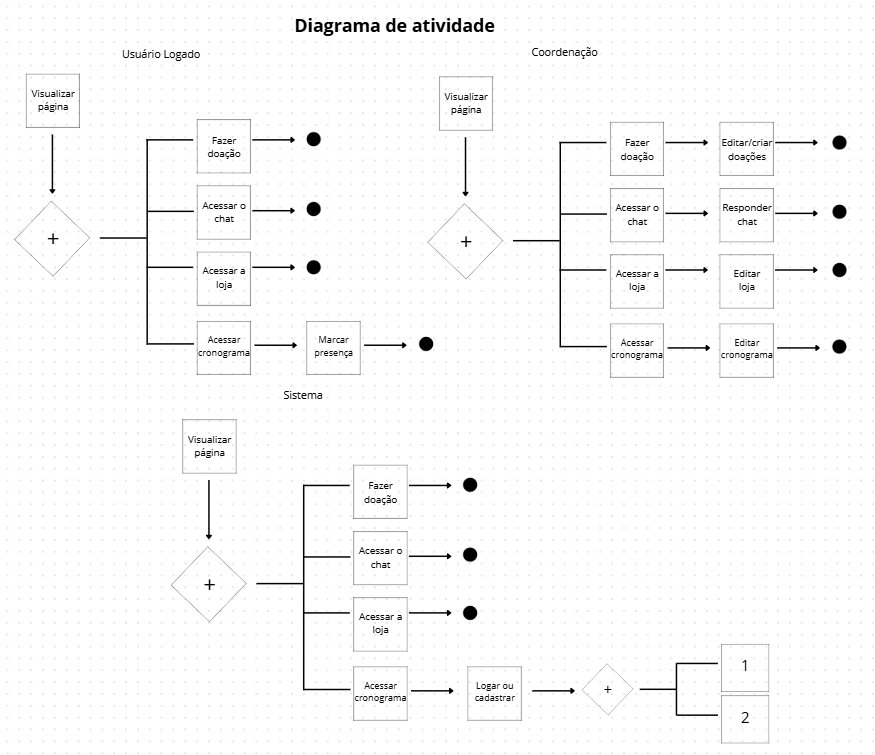 Diagrama de atividade
Usuário Logado
Visualizar
página
+
Fazer
doação
Acessar o
chat
Acessar a
loja
Acessar
cronograma
Marcar
presença
Coordenação
Visualizar
página
+
Fazer
doação
Editar/criar
doações
Acessar o
chat
Responder
chat
Acessar a
loja
Editar
loja
Acessar
cronograma
Editar
cronograma
Sistema
Visualizar
página
+
Fazer
doação
Acessar o
chat
Acessar a
loja
Acessar
cronograma
Logar ou
cadastrar
+
1
2